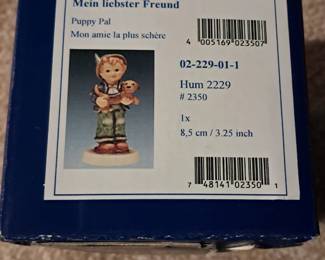 Mein liebster Freund
Puppy Pal
Mon amie la plus schère
4 005169 023507
02-229-01-1
Hum 2229
# 2350
1x
8,5 cm / 3.25 inch
7 48141 02350 1